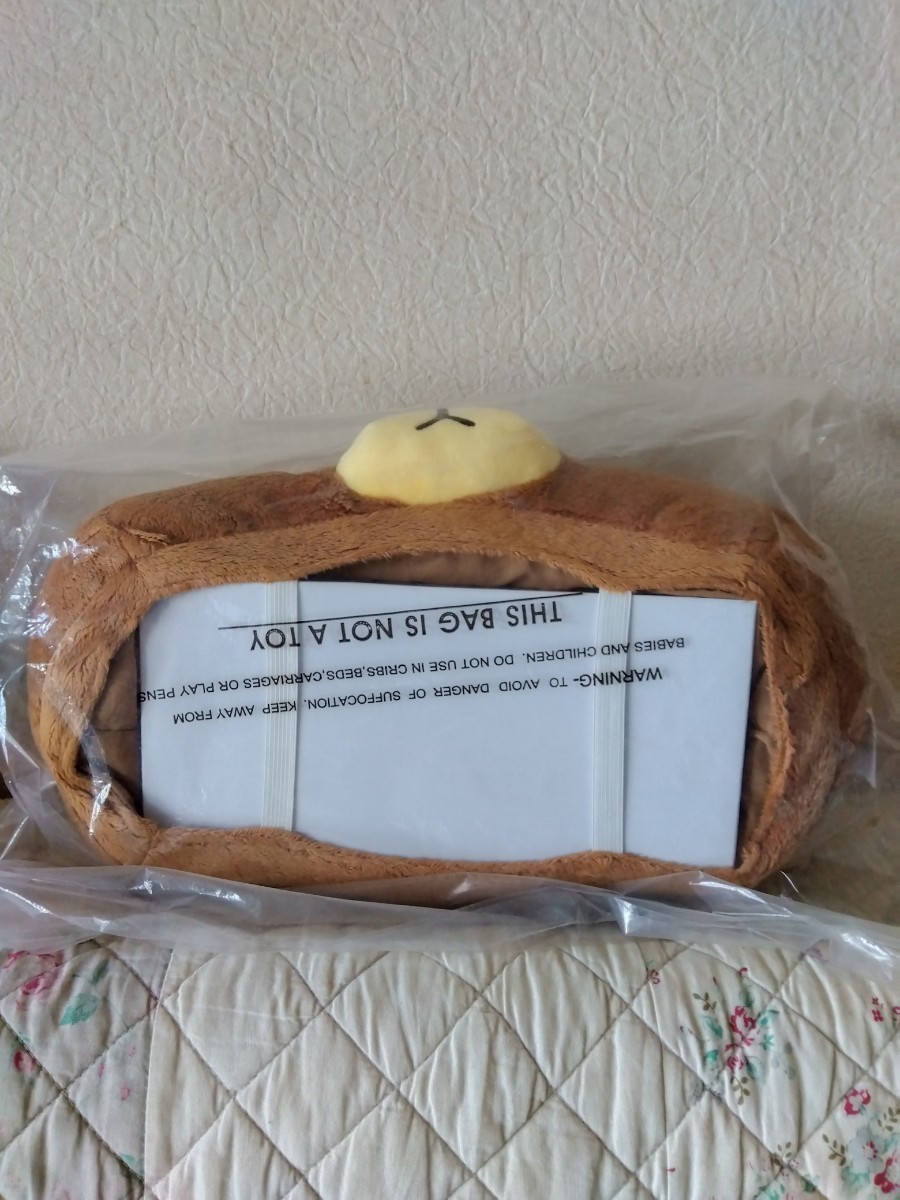 WARNING- TO AVOID DANGER OF SUFFOCATION. KEEP AWAY FROM
BABIES AND CHILDREN. DO NOT USE IN CRIBS,BEDS,CARRIAGES OR PLAY PENS
THIS BAG IS NOT A TOY